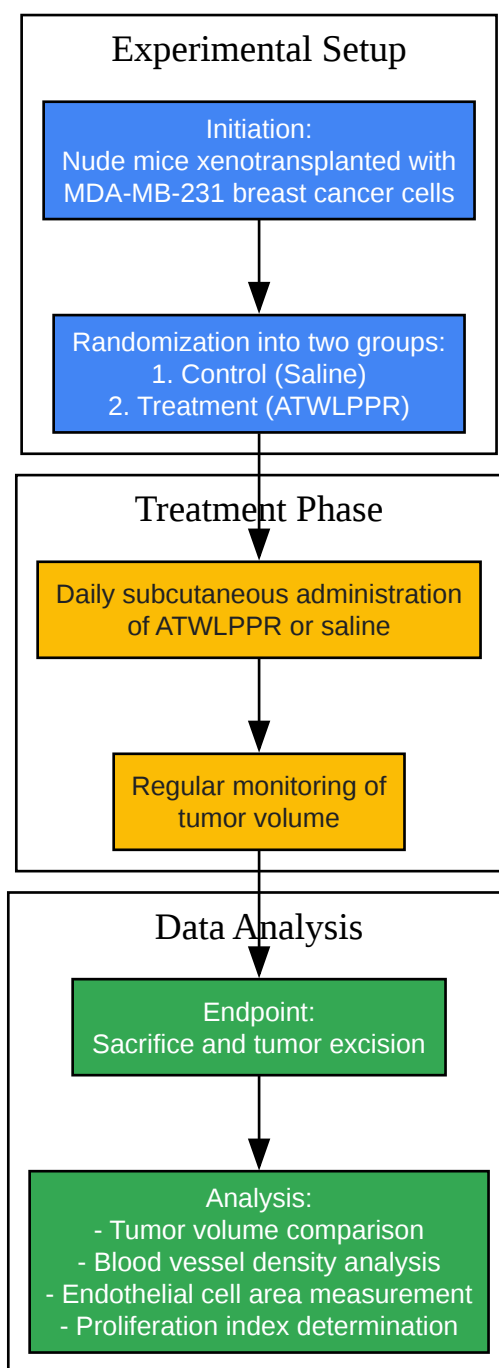 Experimental Setup
Initiation:
Nude mice xenotransplanted with
MDA-MB-231 breast cancer cells
Randomization into two groups:
1. Control (Saline)
2. Treatment (ATWLPPR)
Treatment Phase
Daily subcutaneous administration
of ATWLPPR or saline
Regular monitoring of
tumor volume
Data Analysis
Endpoint:
Sacrifice and tumor excision
Analysis:
- Tumor volume comparison
- Blood vessel density analysis
- Endothelial cell area measurement
- Proliferation index determination